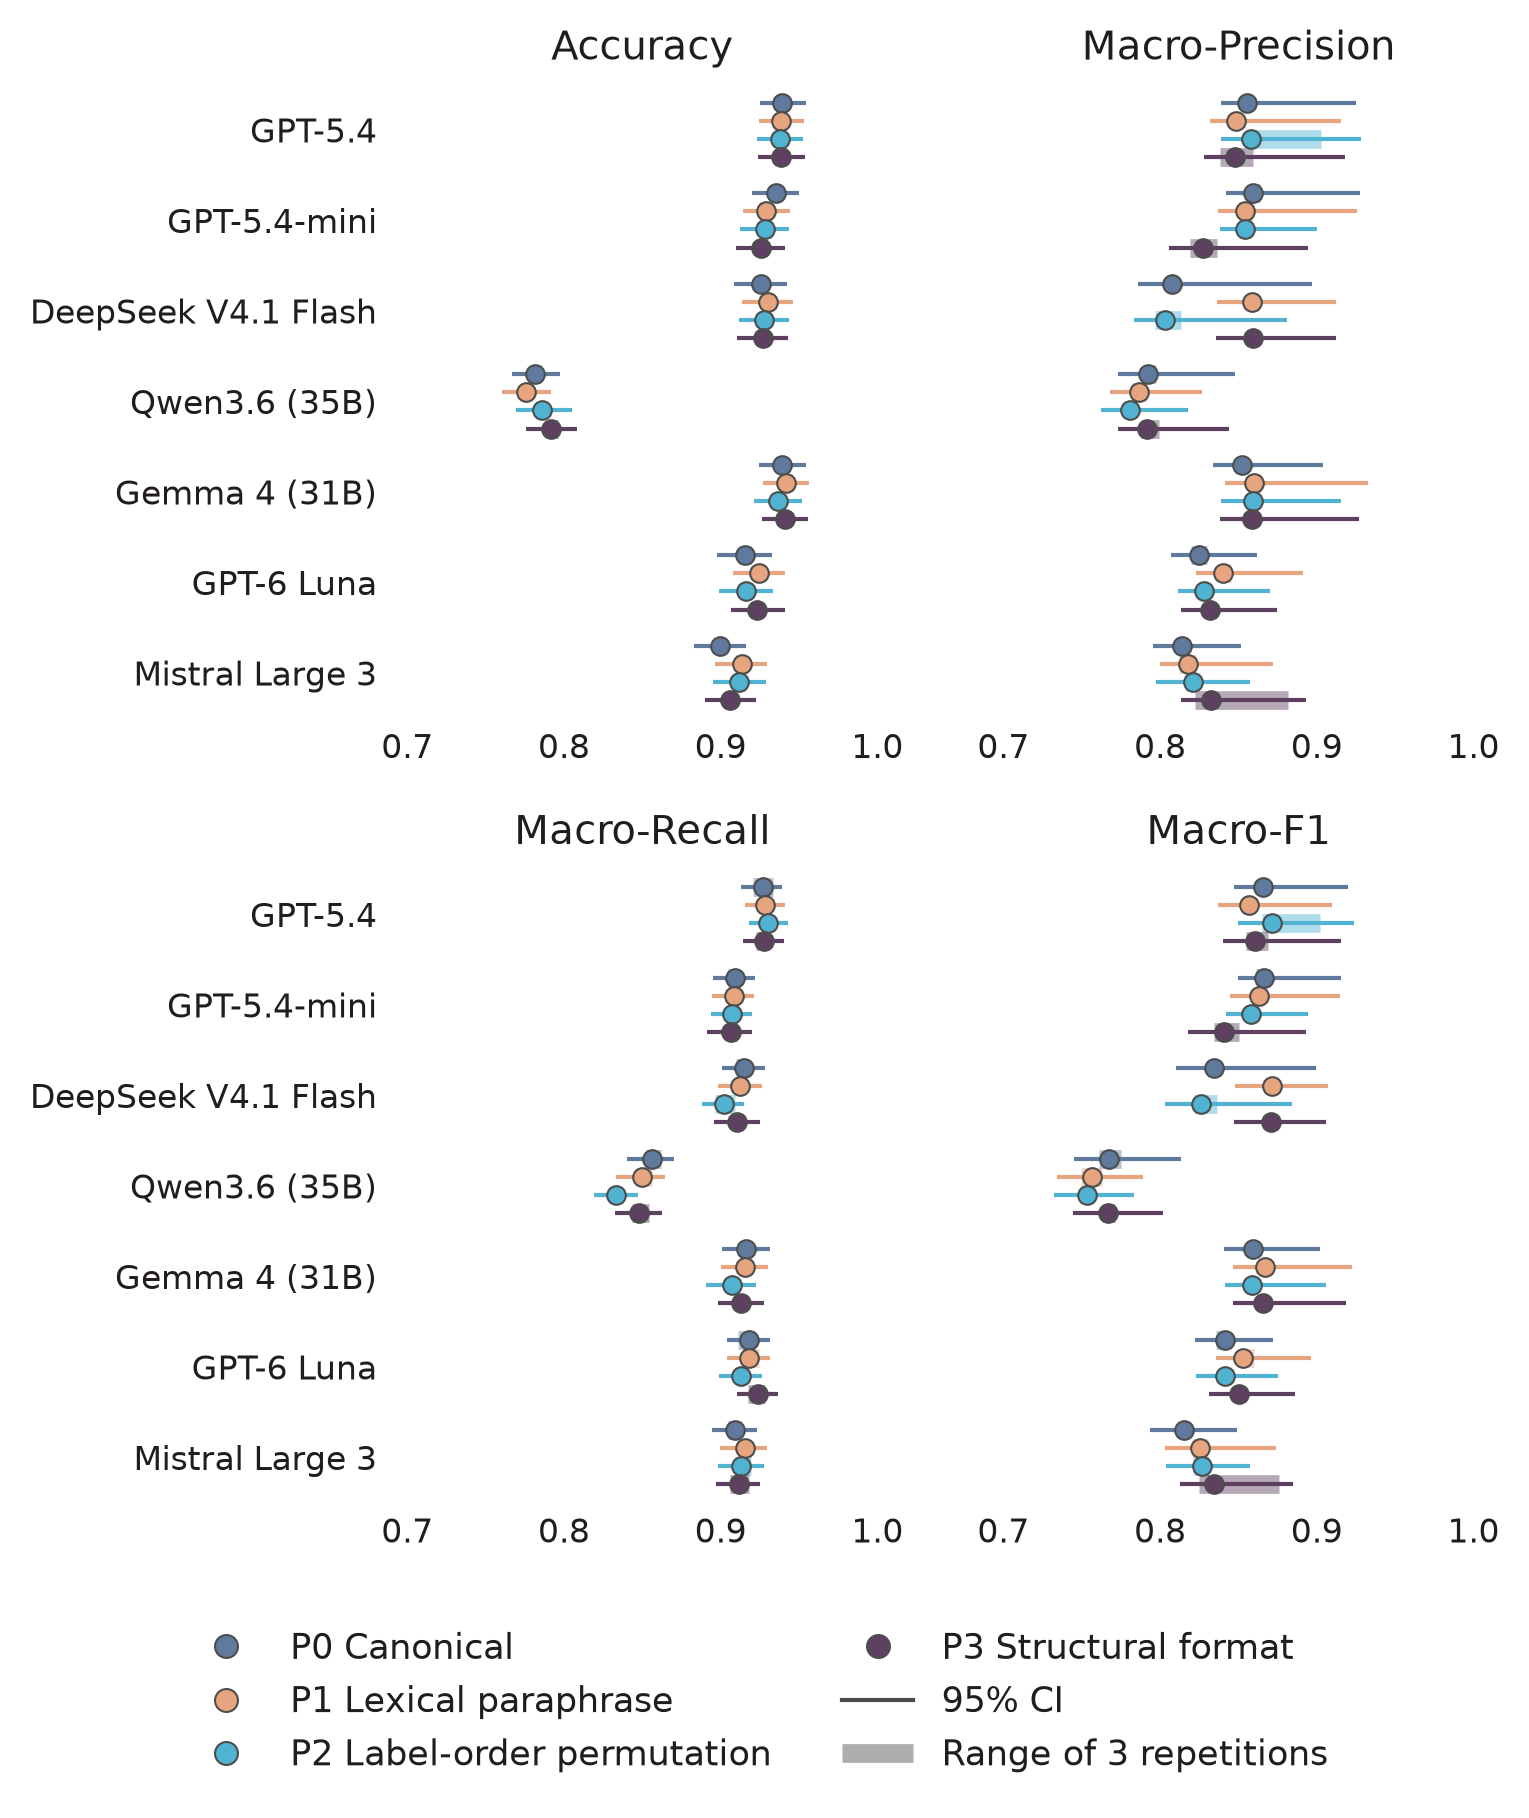 Accuracy
Macro-Precision
GPT-5.4
GPT-5.4-mini
DeepSeek V4.1 Flash
Qwen3.6 (35B)
Gemma 4 (31B)
GPT-6 Luna
Mistral Large 3
0.7 0.8 0.9 1.0 0.7 0.8 0.9 1.0
Macro-Recall
Macro-F1
GPT-5.4
GPT-5.4-mini
DeepSeek V4.1 Flash
Qwen3.6 (35B)
Gemma 4 (31B)
GPT-6 Luna
Mistral Large 3
0.7 0.8 0.9 1.0 0.7 0.8 0.9 1.0
P0 Canonical
P1 Lexical paraphrase
P2 Label-order permutation
P3 Structural format
95% CI
Range of 3 repetitions